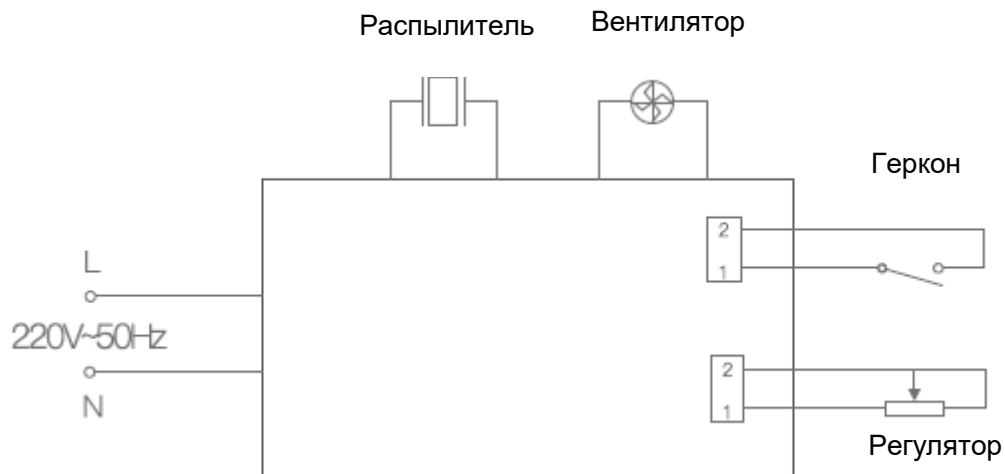 Распылитель
Вентилятор
Геркон
2
1
L
220V~50Hz
N
2
1
Регулятор